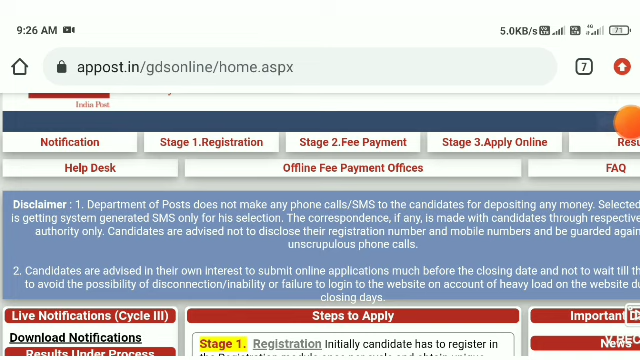 9:26 AM 5.0KB/s 4G 71
appost.in/gdsonline/home.aspx 7
India Post
Notification Stage 1.Registration Stage 2.Fee Payment Stage 3.Apply Online
Help Desk Offline Fee Payment Offices FAQ
Disclaimer : 1. Department of Posts does not make any phone calls/SMS to the candidates for depositing any money. Selected
is getting system generated SMS only for his selection. The correspondence, if any, is made with candidates through respective
authority only. Candidates are advised not to disclose their registration number and mobile numbers and be guarded again
unscrupulous phone calls.
2. Candidates are advised in their own interest to submit online applications much before the closing date and not to wait till th
to avoid the possibility of disconnection/inability or failure to login to the website on account of heavy load on the website du
closing days.
Live Notifications (Cycle III) Steps to Apply Important D
Download Notifications Stage 1. Registration Initially candidate has to register in
Results Under Process News